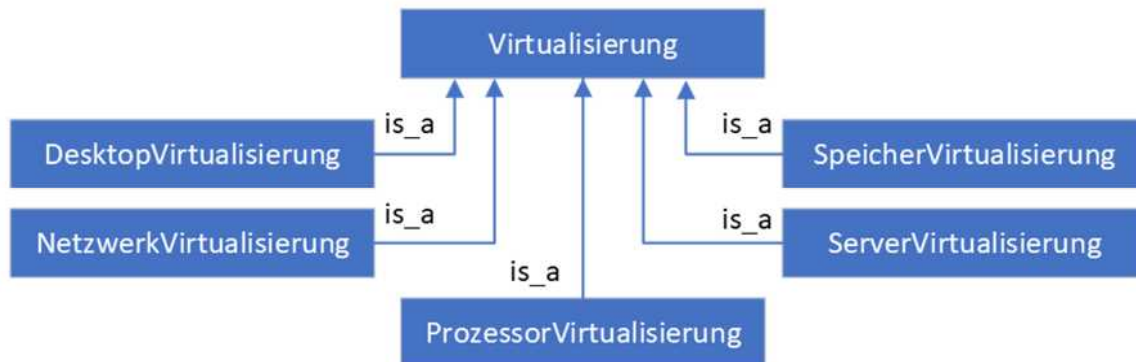 Virtualisierung
is_a
is_a
DesktopVirtualisierung
SpeicherVirtualisierung
is_a
is_a
NetzwerkVirtualisierung
ServerVirtualisierung
is_a
ProzessorVirtualisierung